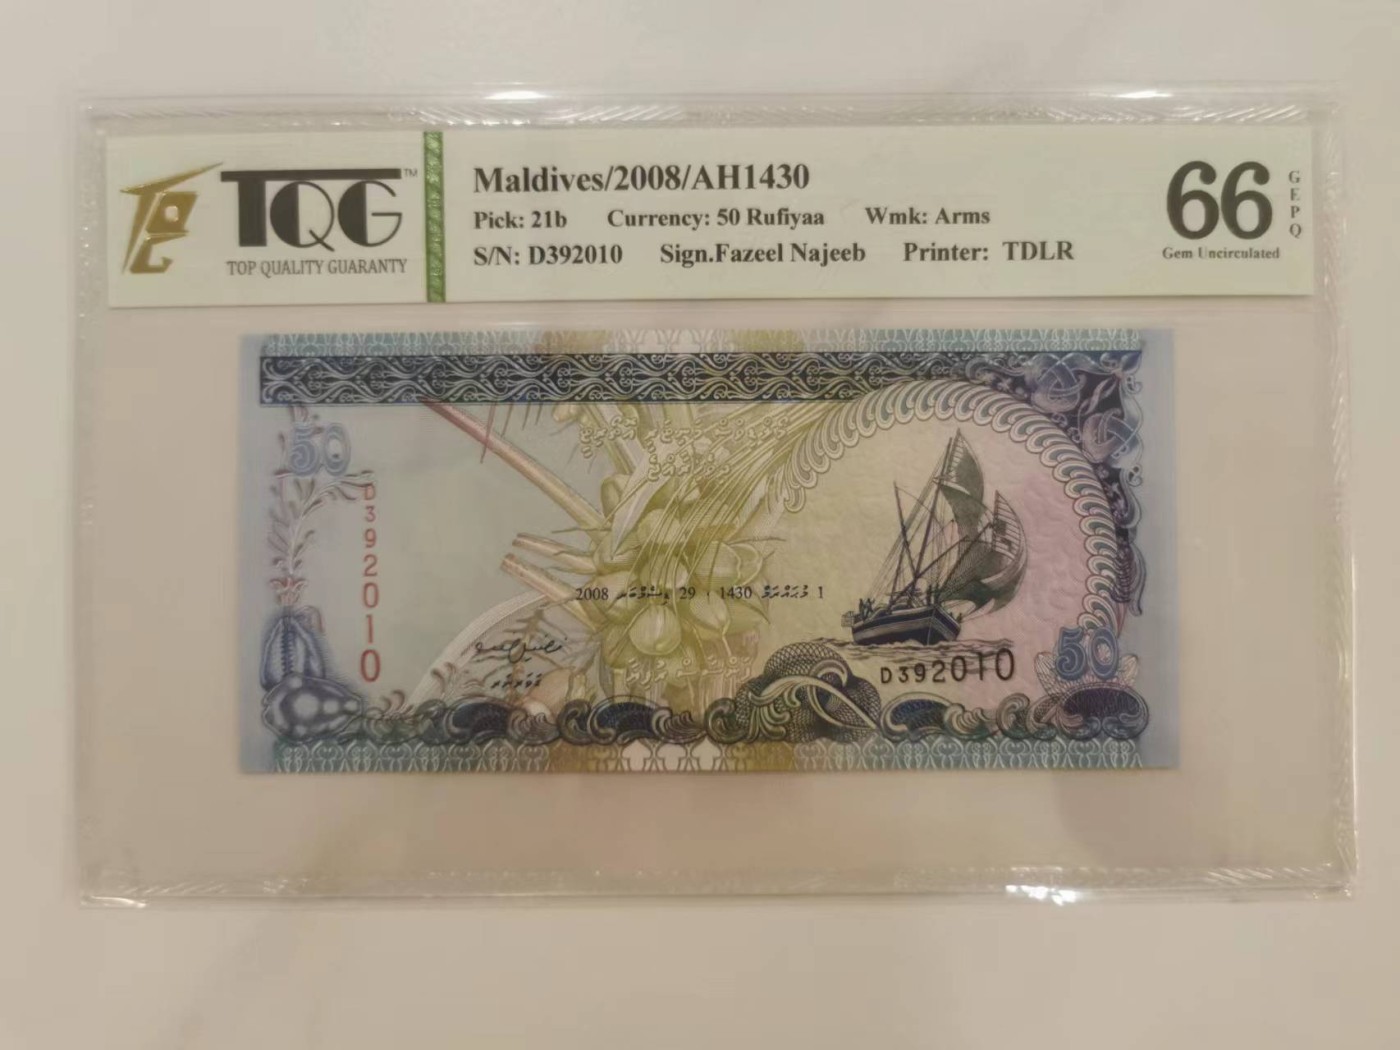 TQG™
TOP QUALITY GUARANTY
Maldives/2008/AH1430
Pick: 21b Currency: 50 Rufiyaa Wmk: Arms
S/N: D392010 Sign.Fazeel Najeeb Printer: TDLR
66
GEPQ
Gem Uncirculated
50
D392010
1 މުޙައްރަމް 1430 ، 29 ޑިސެމްބަރ 2008
D392010
50